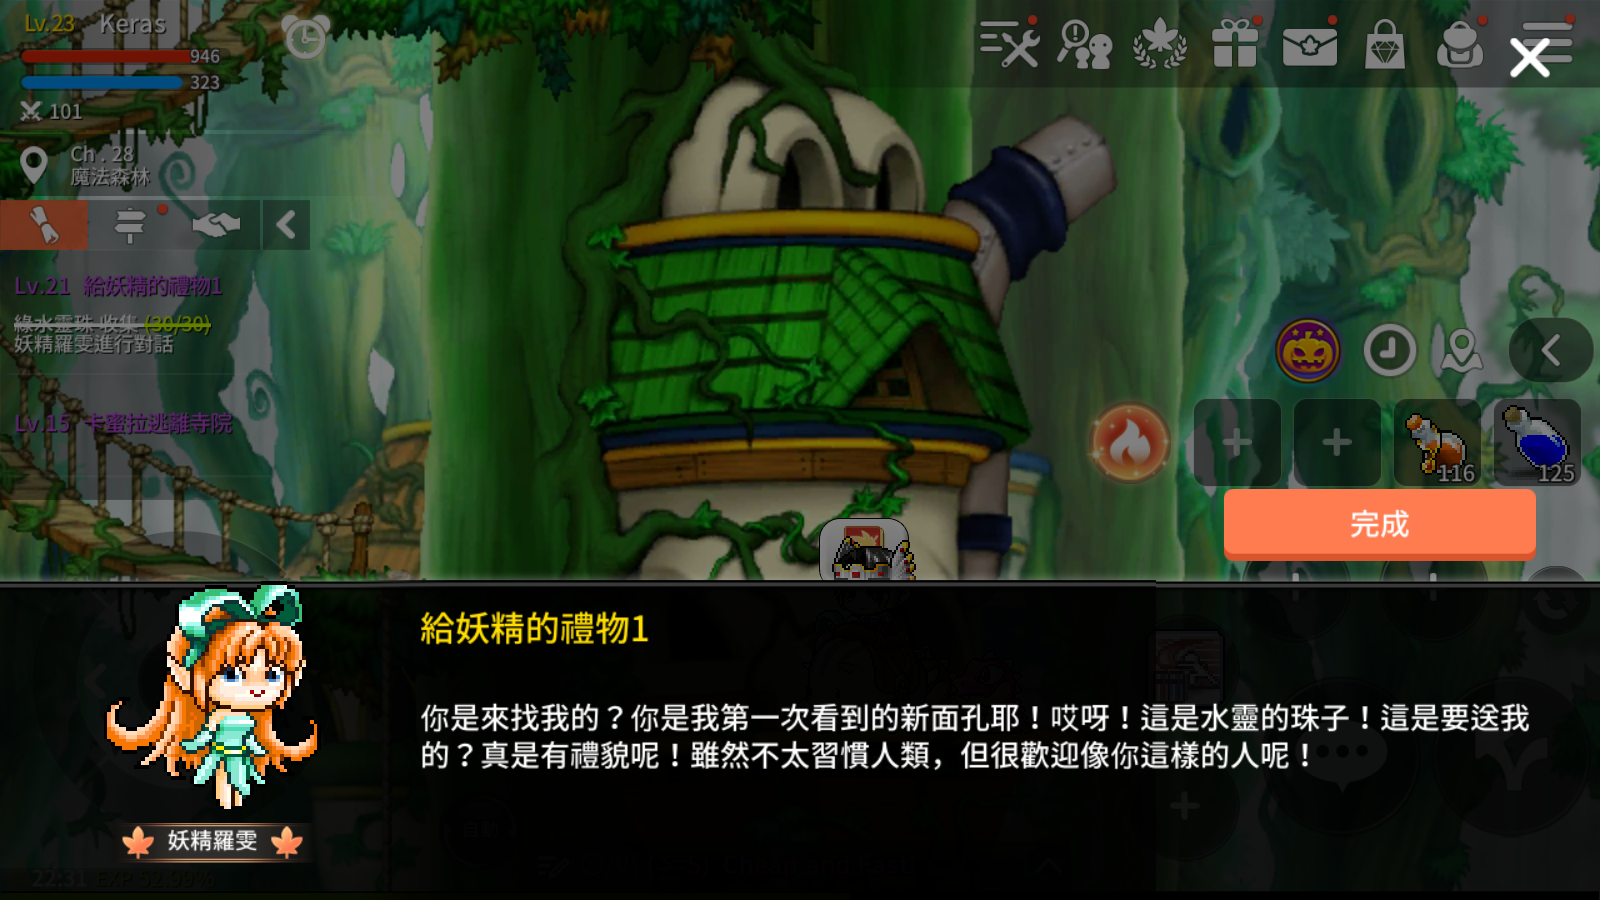 Lv.23 Keras
946
323
101
Ch . 28
魔法森林
Lv.21 給妖精的禮物1
綠水靈珠 收集 (30/30)
妖精羅雯進行對話
Lv.15 卡蜜拉逃離寺院
116
125
完成
給妖精的禮物1
你是來找我的？你是我第一次看到的新面孔耶！哎呀！這是水靈的珠子！這是要送我
的？真是有禮貌呢！雖然不太習慣人類，但很歡迎像你這樣的人呢！
妖精羅雯
22:31 EXP 52.99%